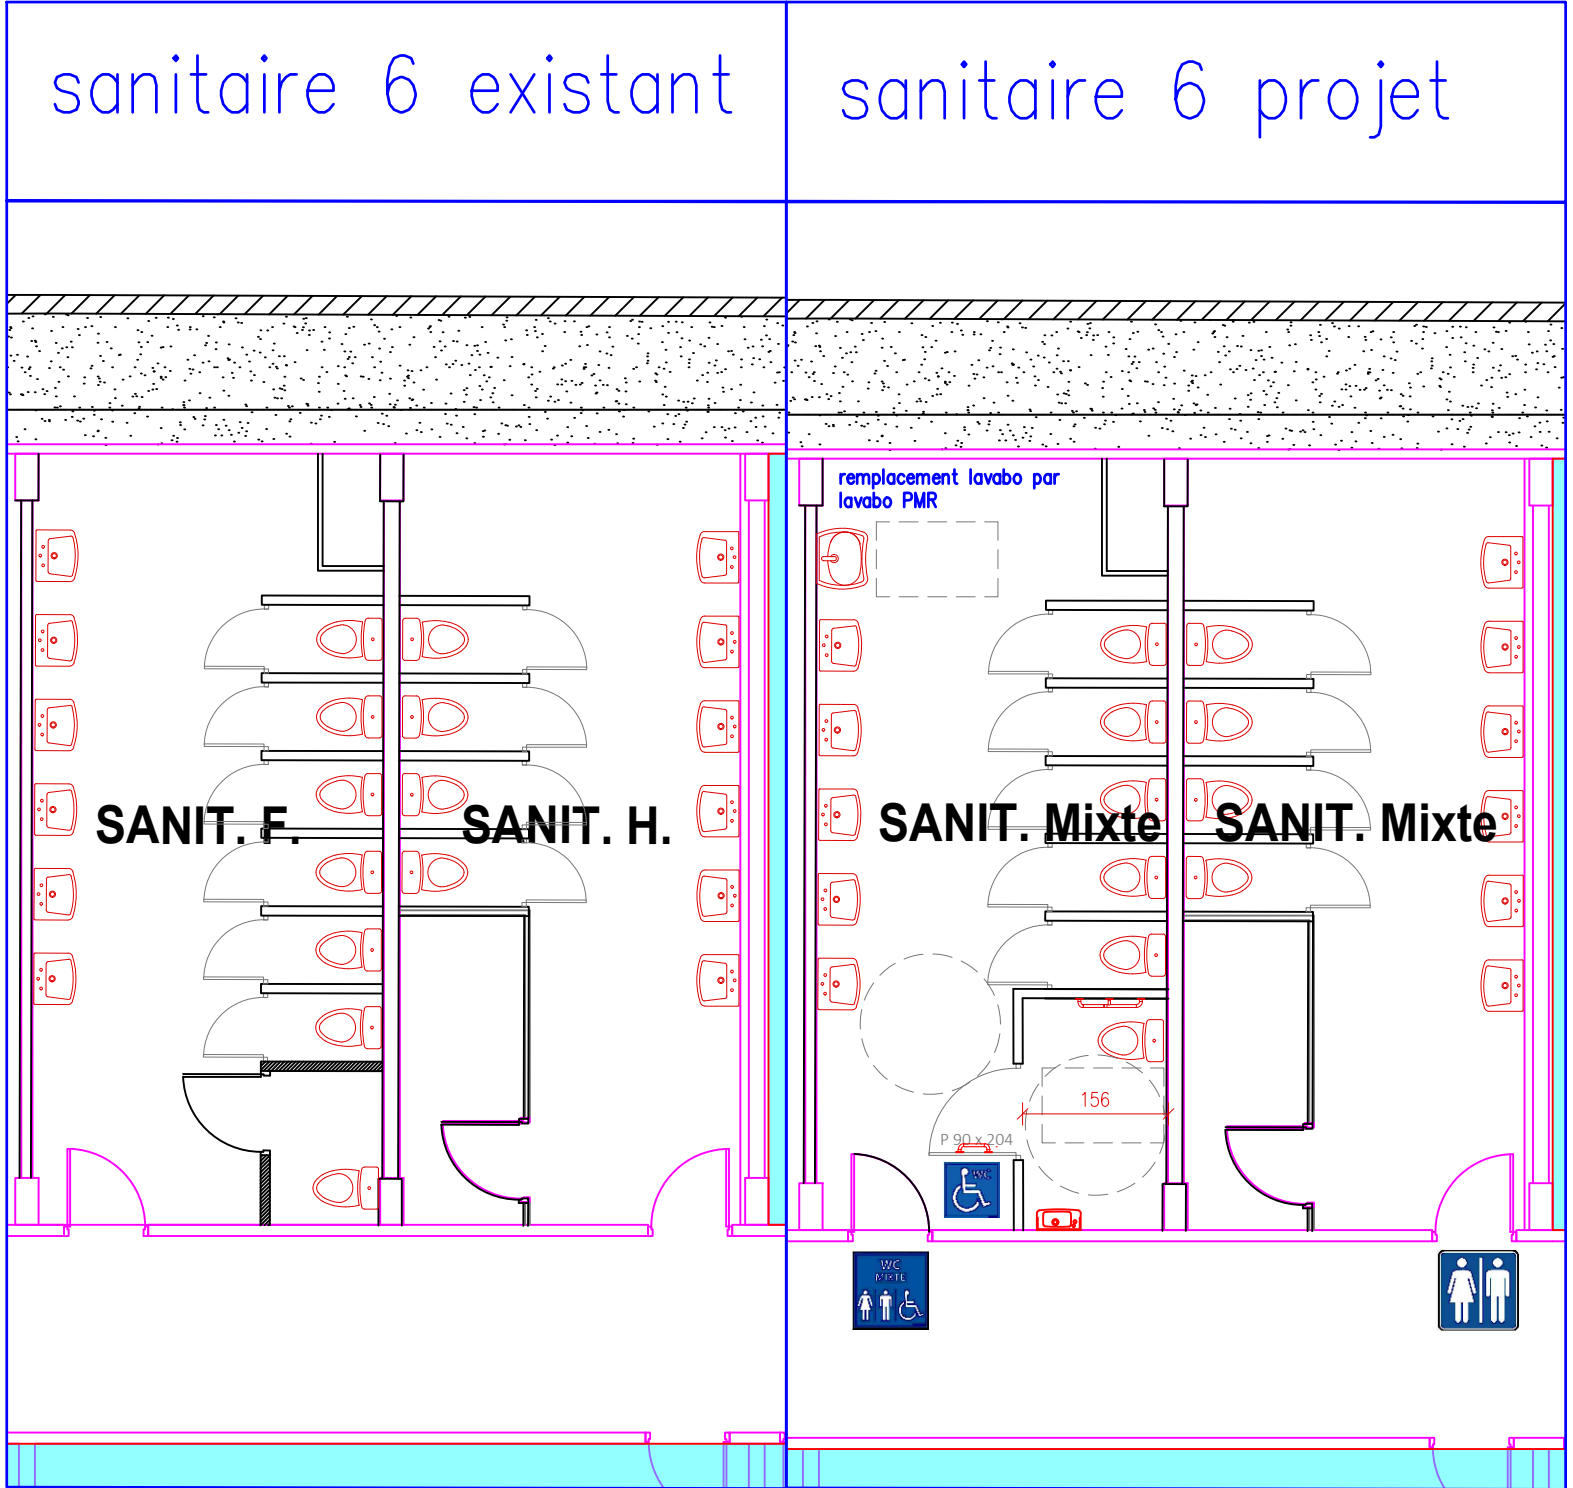 sanitaire 6 existant
sanitaire 6 projet
remplacement lavabo par
lavabo PMR
SANIT. F.
SANIT. H.
SANIT. Mixte
SANIT. Mixte
156
P 90 x 204
WC
WC
MIXTE